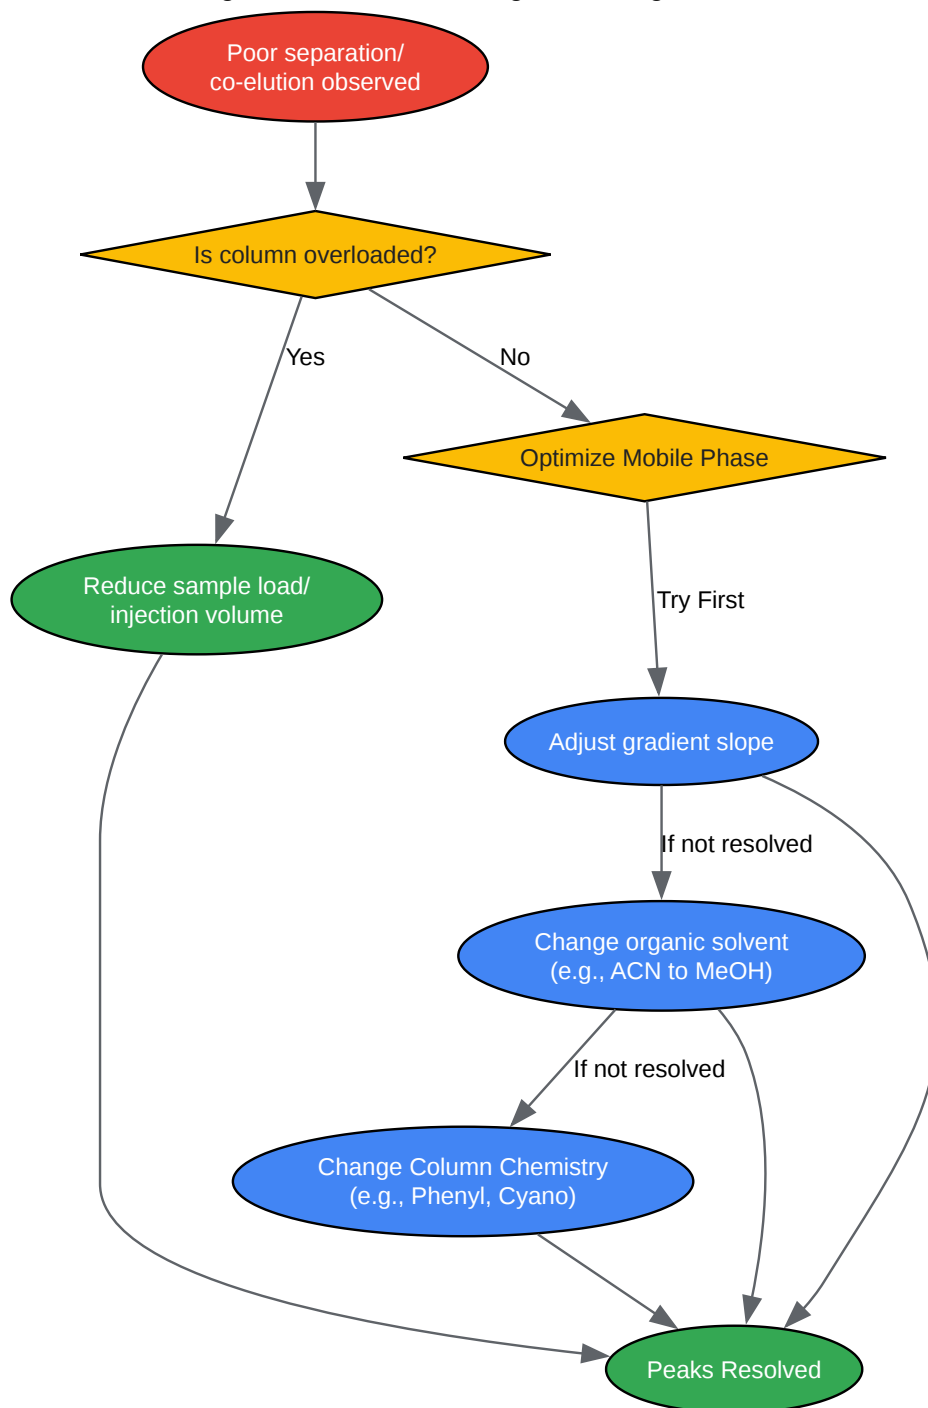 Poor separation/
co-elution observed
Is column overloaded?
Yes
No
Optimize Mobile Phase
Reduce sample load/
injection volume
Try First
Adjust gradient slope
If not resolved
Change organic solvent
(e.g., ACN to MeOH)
If not resolved
Change Column Chemistry
(e.g., Phenyl, Cyano)
Peaks Resolved